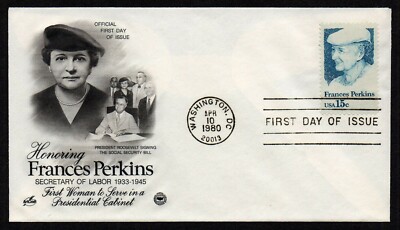 OFFICIAL
FIRST DAY
OF ISSUE
PRESIDENT ROOSEVELT SIGNING
THE SOCIAL SECURITY BILL
Honoring
Frances Perkins
SECRETARY OF LABOR 1933-1945
First Woman to Serve in a
Presidential Cabinet
WASHINGTON, DC
APR
10
1980
20013
Frances Perkins
USA 15c
FIRST DAY OF ISSUE